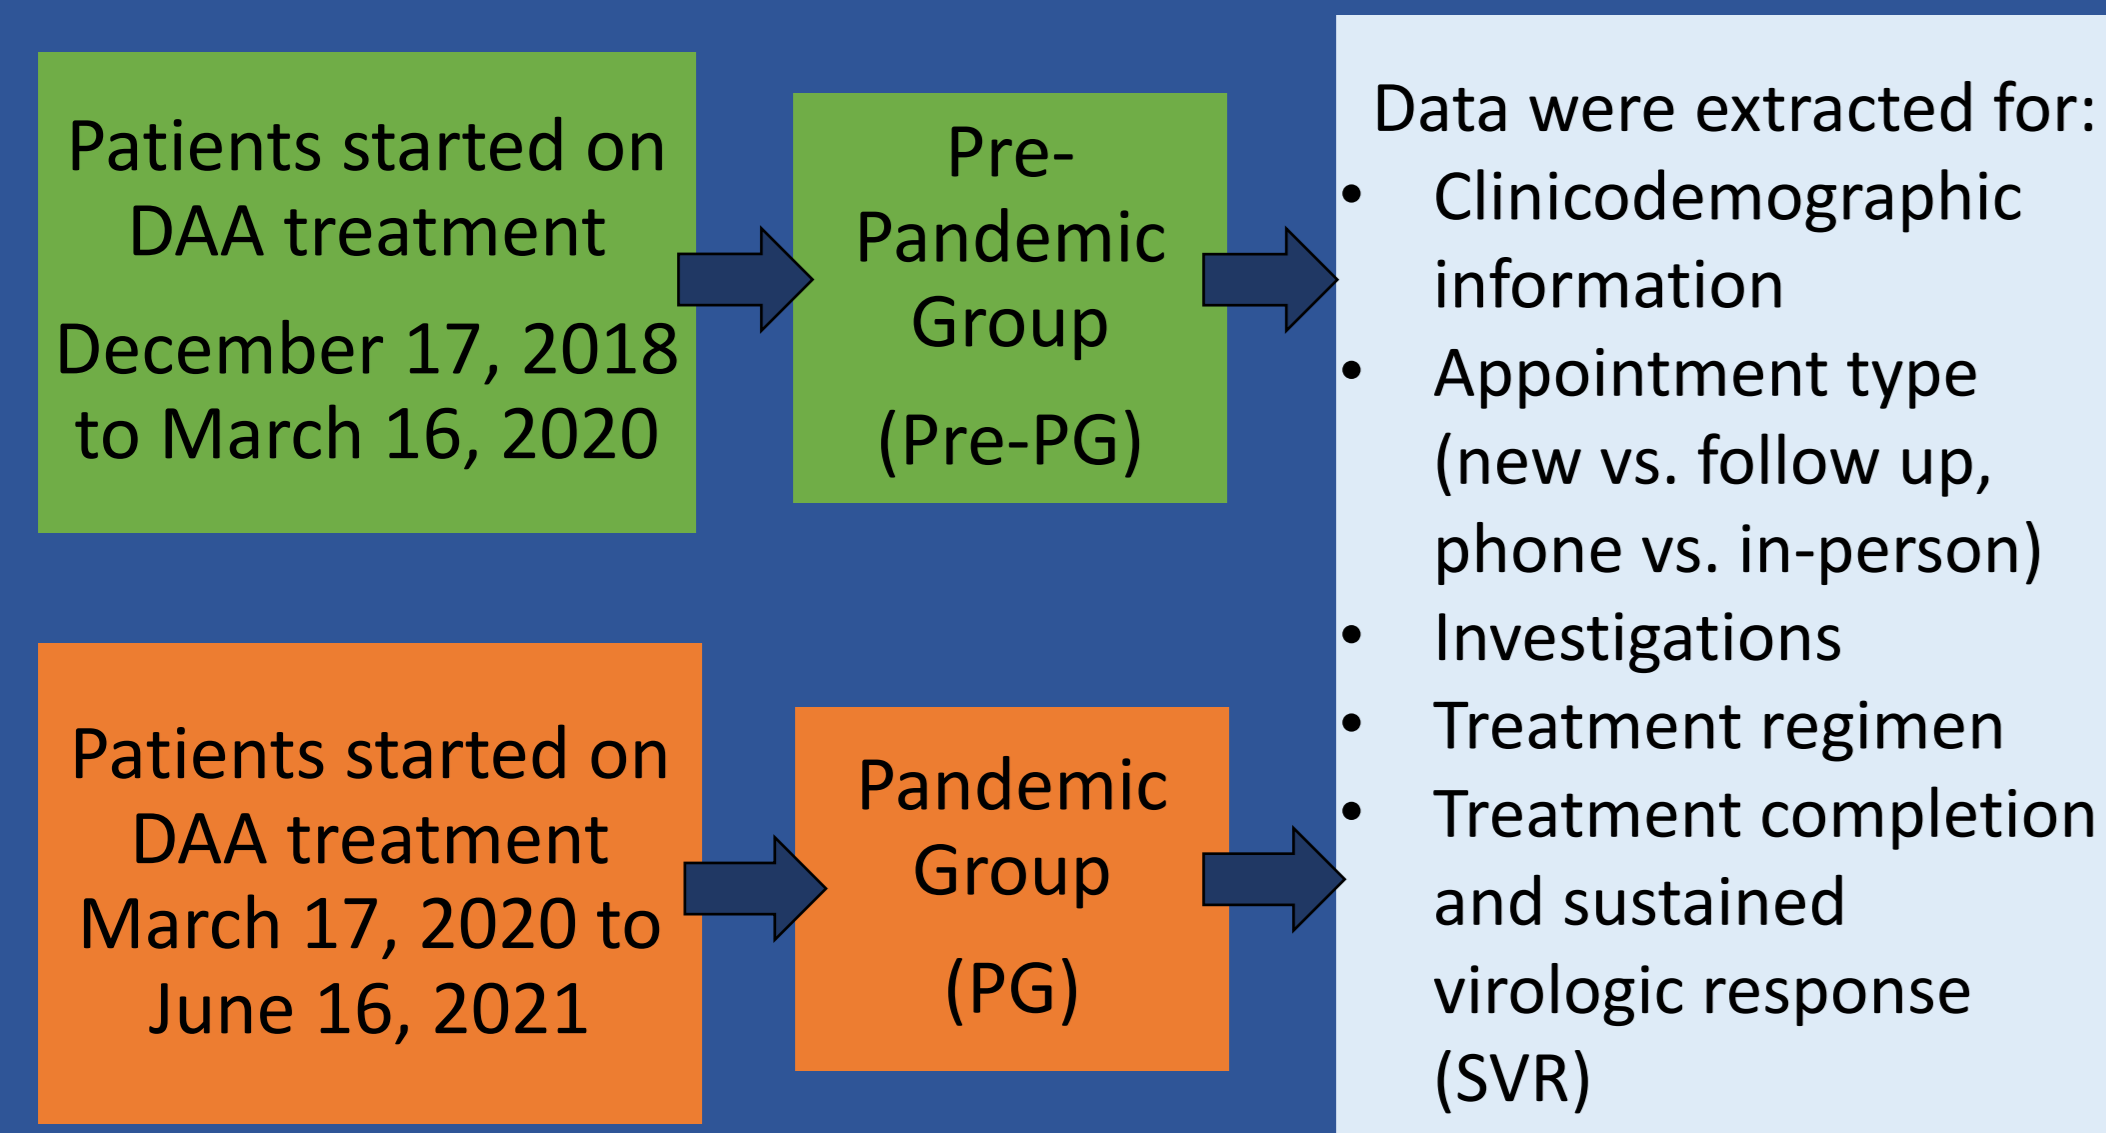 Patients started on
DAA treatment
December 17, 2018
to March 16, 2020
Pre-
Pandemic
Group
(Pre-PG)
Patients started on
DAA treatment
March 17, 2020 to
June 16, 2021
Pandemic
Group
(PG)
Data were extracted for:
• Clinicodemographic
information
• Appointment type
(new vs. follow up,
phone vs. in-person)
• Investigations
• Treatment regimen
• Treatment completion
and sustained
virologic response
(SVR)